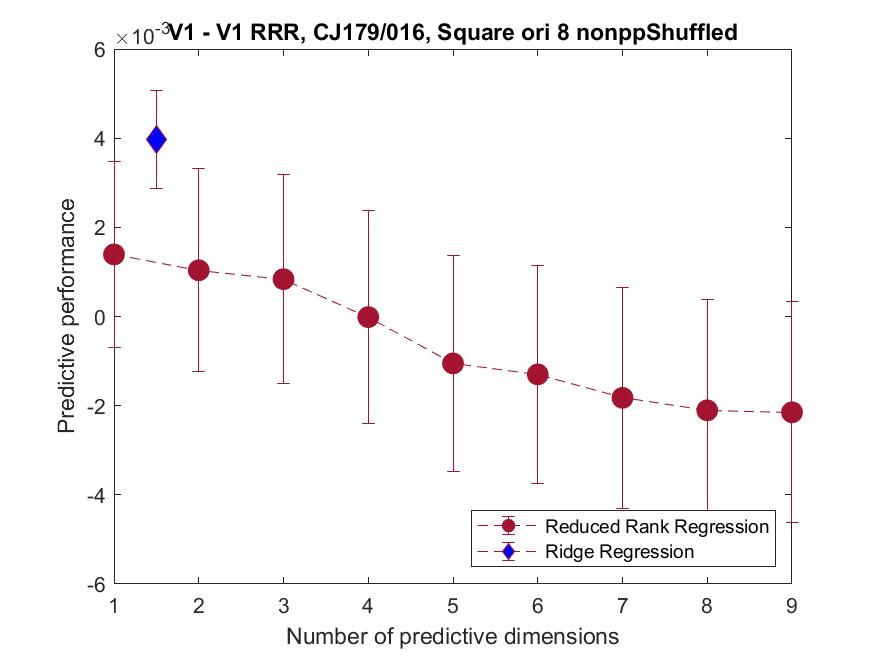 ×10-3
V1 - V1 RRR, CJ179/016, Square ori 8 nonppShuffled
6
4
2
0
-2
-4
-6
Predictive performance
Reduced Rank Regression
Ridge Regression
1 2 3 4 5 6 7 8 9
Number of predictive dimensions